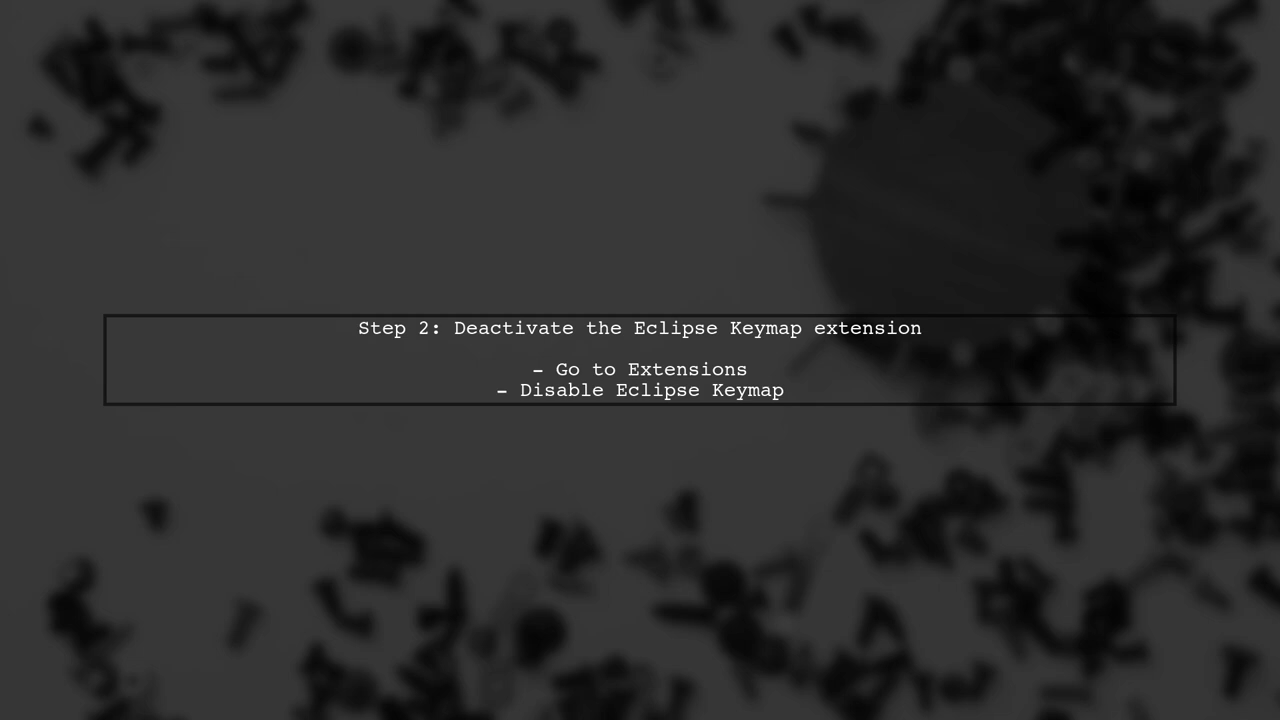 Step 2: Deactivate the Eclipse Keymap extension
- Go to Extensions
- Disable Eclipse Keymap